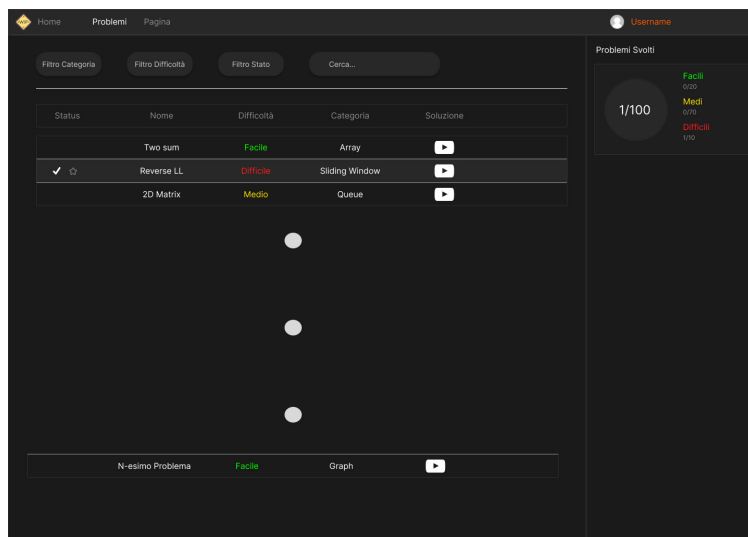 WIP
Home Problemi Pagina Username
Problemi Svolti
Filtro Categoria Filtro Difficoltà Filtro Stato Cerca...
Facili
0/20
1/100
Medi
0/70
Difficili
1/10
Status Nome Difficoltà Categoria Soluzione
Two sum Facile Array
Reverse LL Difficile Sliding Window
2D Matrix Medio Queue
N-esimo Problema Facile Graph